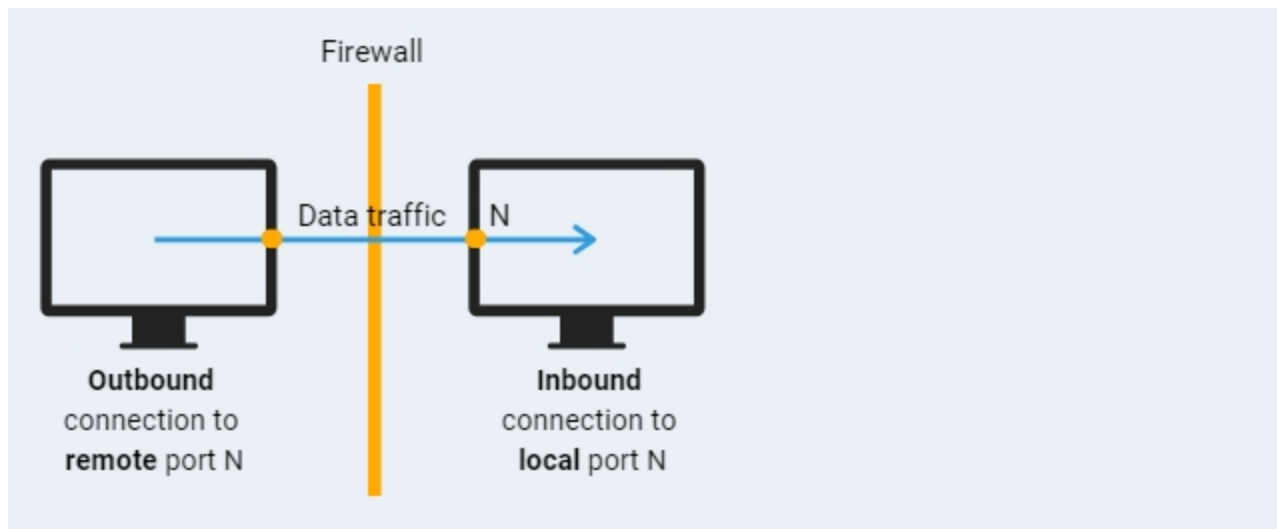 Firewall
Data traffic
N
Outbound
connection to
remote port N
Inbound
connection to
local port N